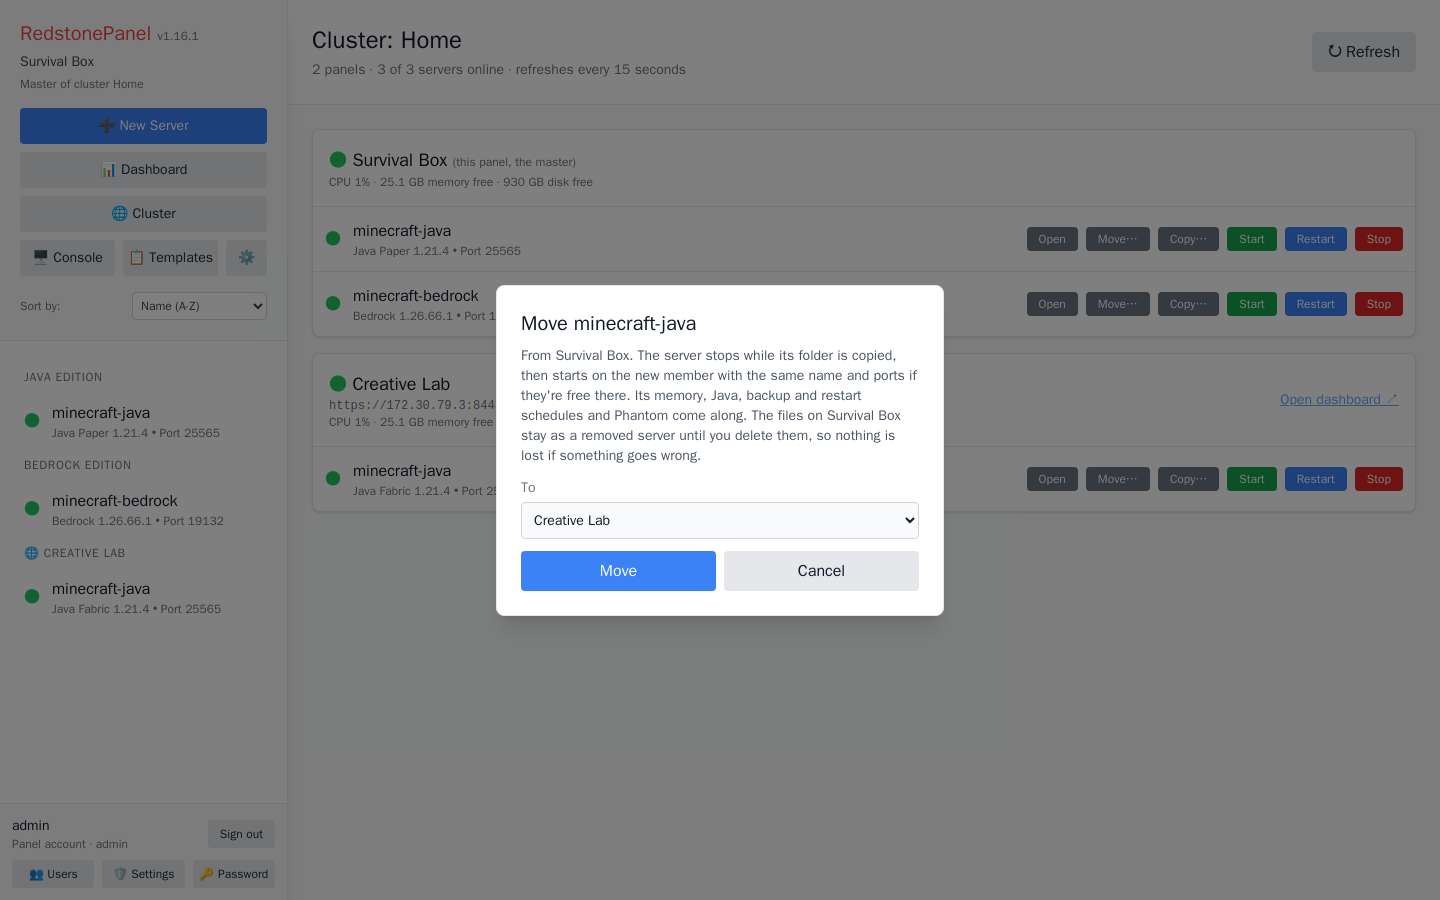 RedstonePanel v1.16.1
Survival Box
Master of cluster Home
➕ New Server
📊 Dashboard
🌐 Cluster
🖥️ Console
📋 Templates
⚙️
Sort by:
Name (A-Z)
JAVA EDITION
minecraft-java
Java Paper 1.21.4 • Port 25565
BEDROCK EDITION
minecraft-bedrock
Bedrock 1.26.66.1 • Port 19132
🌐 CREATIVE LAB
minecraft-java
Java Fabric 1.21.4 • Port 25565
admin
Panel account · admin
Sign out
👥 Users
🛡️ Settings
🔑 Password
Cluster: Home
2 panels · 3 of 3 servers online · refreshes every 15 seconds
↻ Refresh
Survival Box (this panel, the master)
CPU 1% · 25.1 GB memory free · 930 GB disk free
minecraft-java
Java Paper 1.21.4 • Port 25565
Open Move… Copy… Start Restart Stop
minecraft-bedrock
Bedrock 1.26.66.1 • Port 1
Open Move… Copy… Start Restart Stop
Creative Lab
https://172.30.79.3:844
CPU 1% · 25.1 GB memory free
Open dashboard ↗
minecraft-java
Java Fabric 1.21.4 • Port 25
Open Move… Copy… Start Restart Stop
Move minecraft-java
From Survival Box. The server stops while its folder is copied,
then starts on the new member with the same name and ports if
they're free there. Its memory, Java, backup and restart
schedules and Phantom come along. The files on Survival Box
stay as a removed server until you delete them, so nothing is
lost if something goes wrong.
To
Creative Lab
Move
Cancel